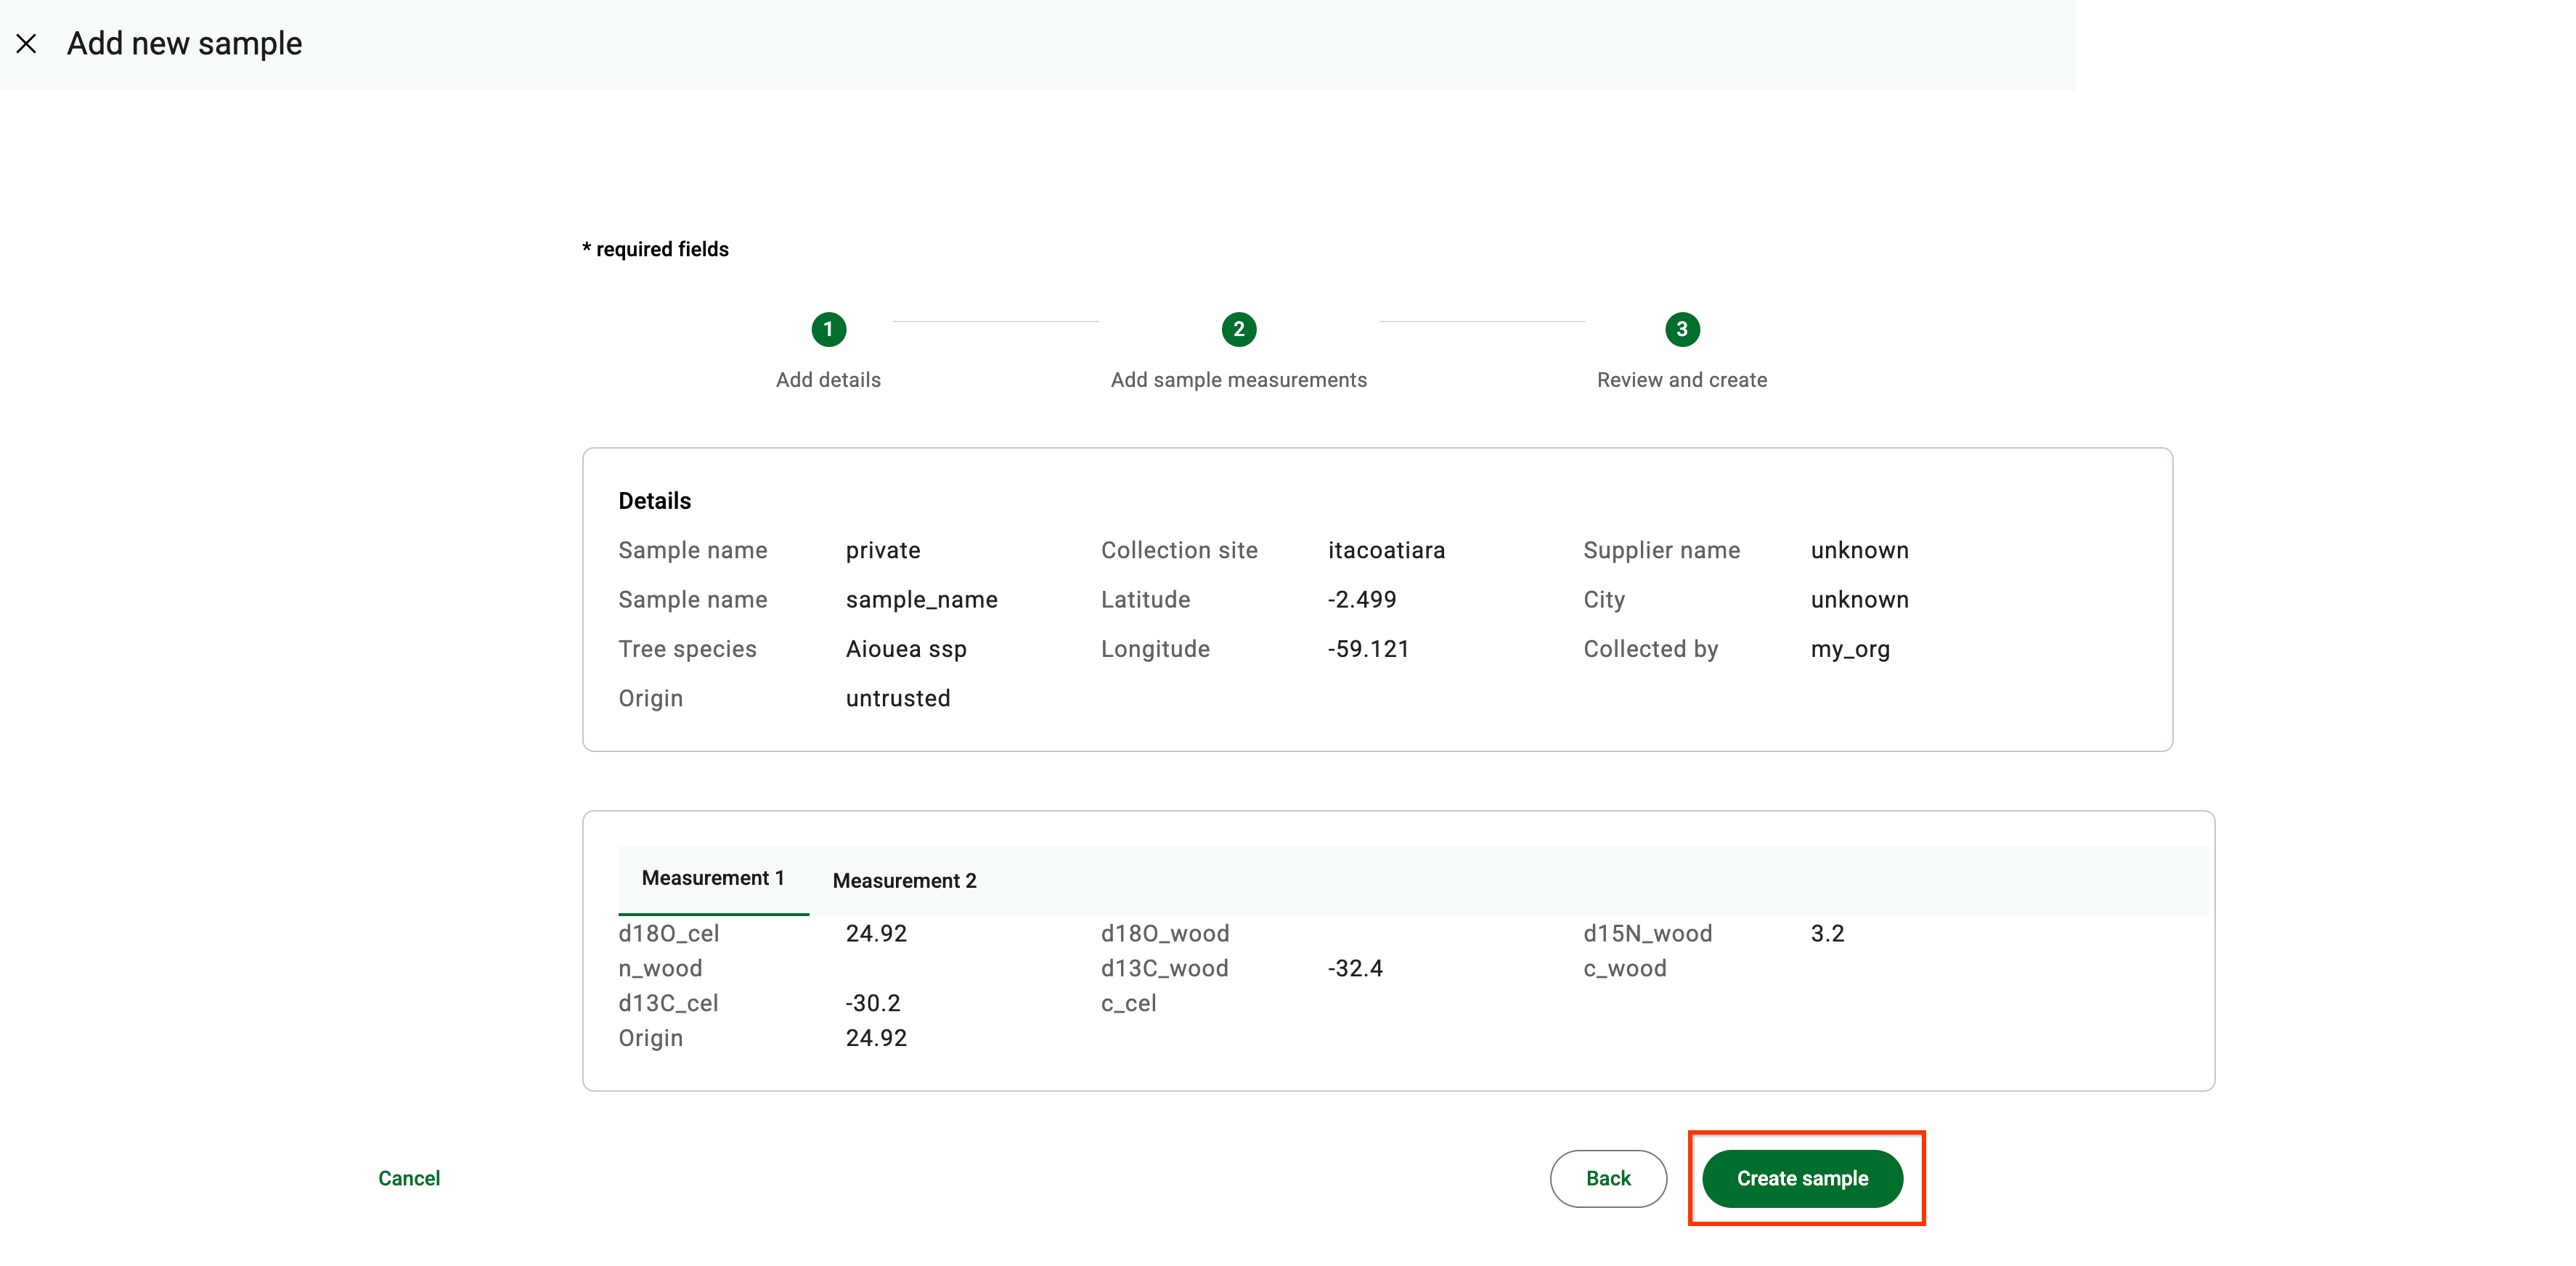 Add new sample
* required fields
1 2 3
Add details Add sample measurements Review and create
Details
Sample name private Collection site itacoatiara Supplier name unknown
Sample name sample_name Latitude -2.499 City unknown
Tree species Aiouea ssp Longitude -59.121 Collected by my_org
Origin untrusted
Measurement 1 Measurement 2
d18O_cel 24.92 d18O_wood d15N_wood 3.2
n_wood d13C_wood -32.4 c_wood
d13C_cel -30.2 c_cel
Origin 24.92
Cancel Back Create sample